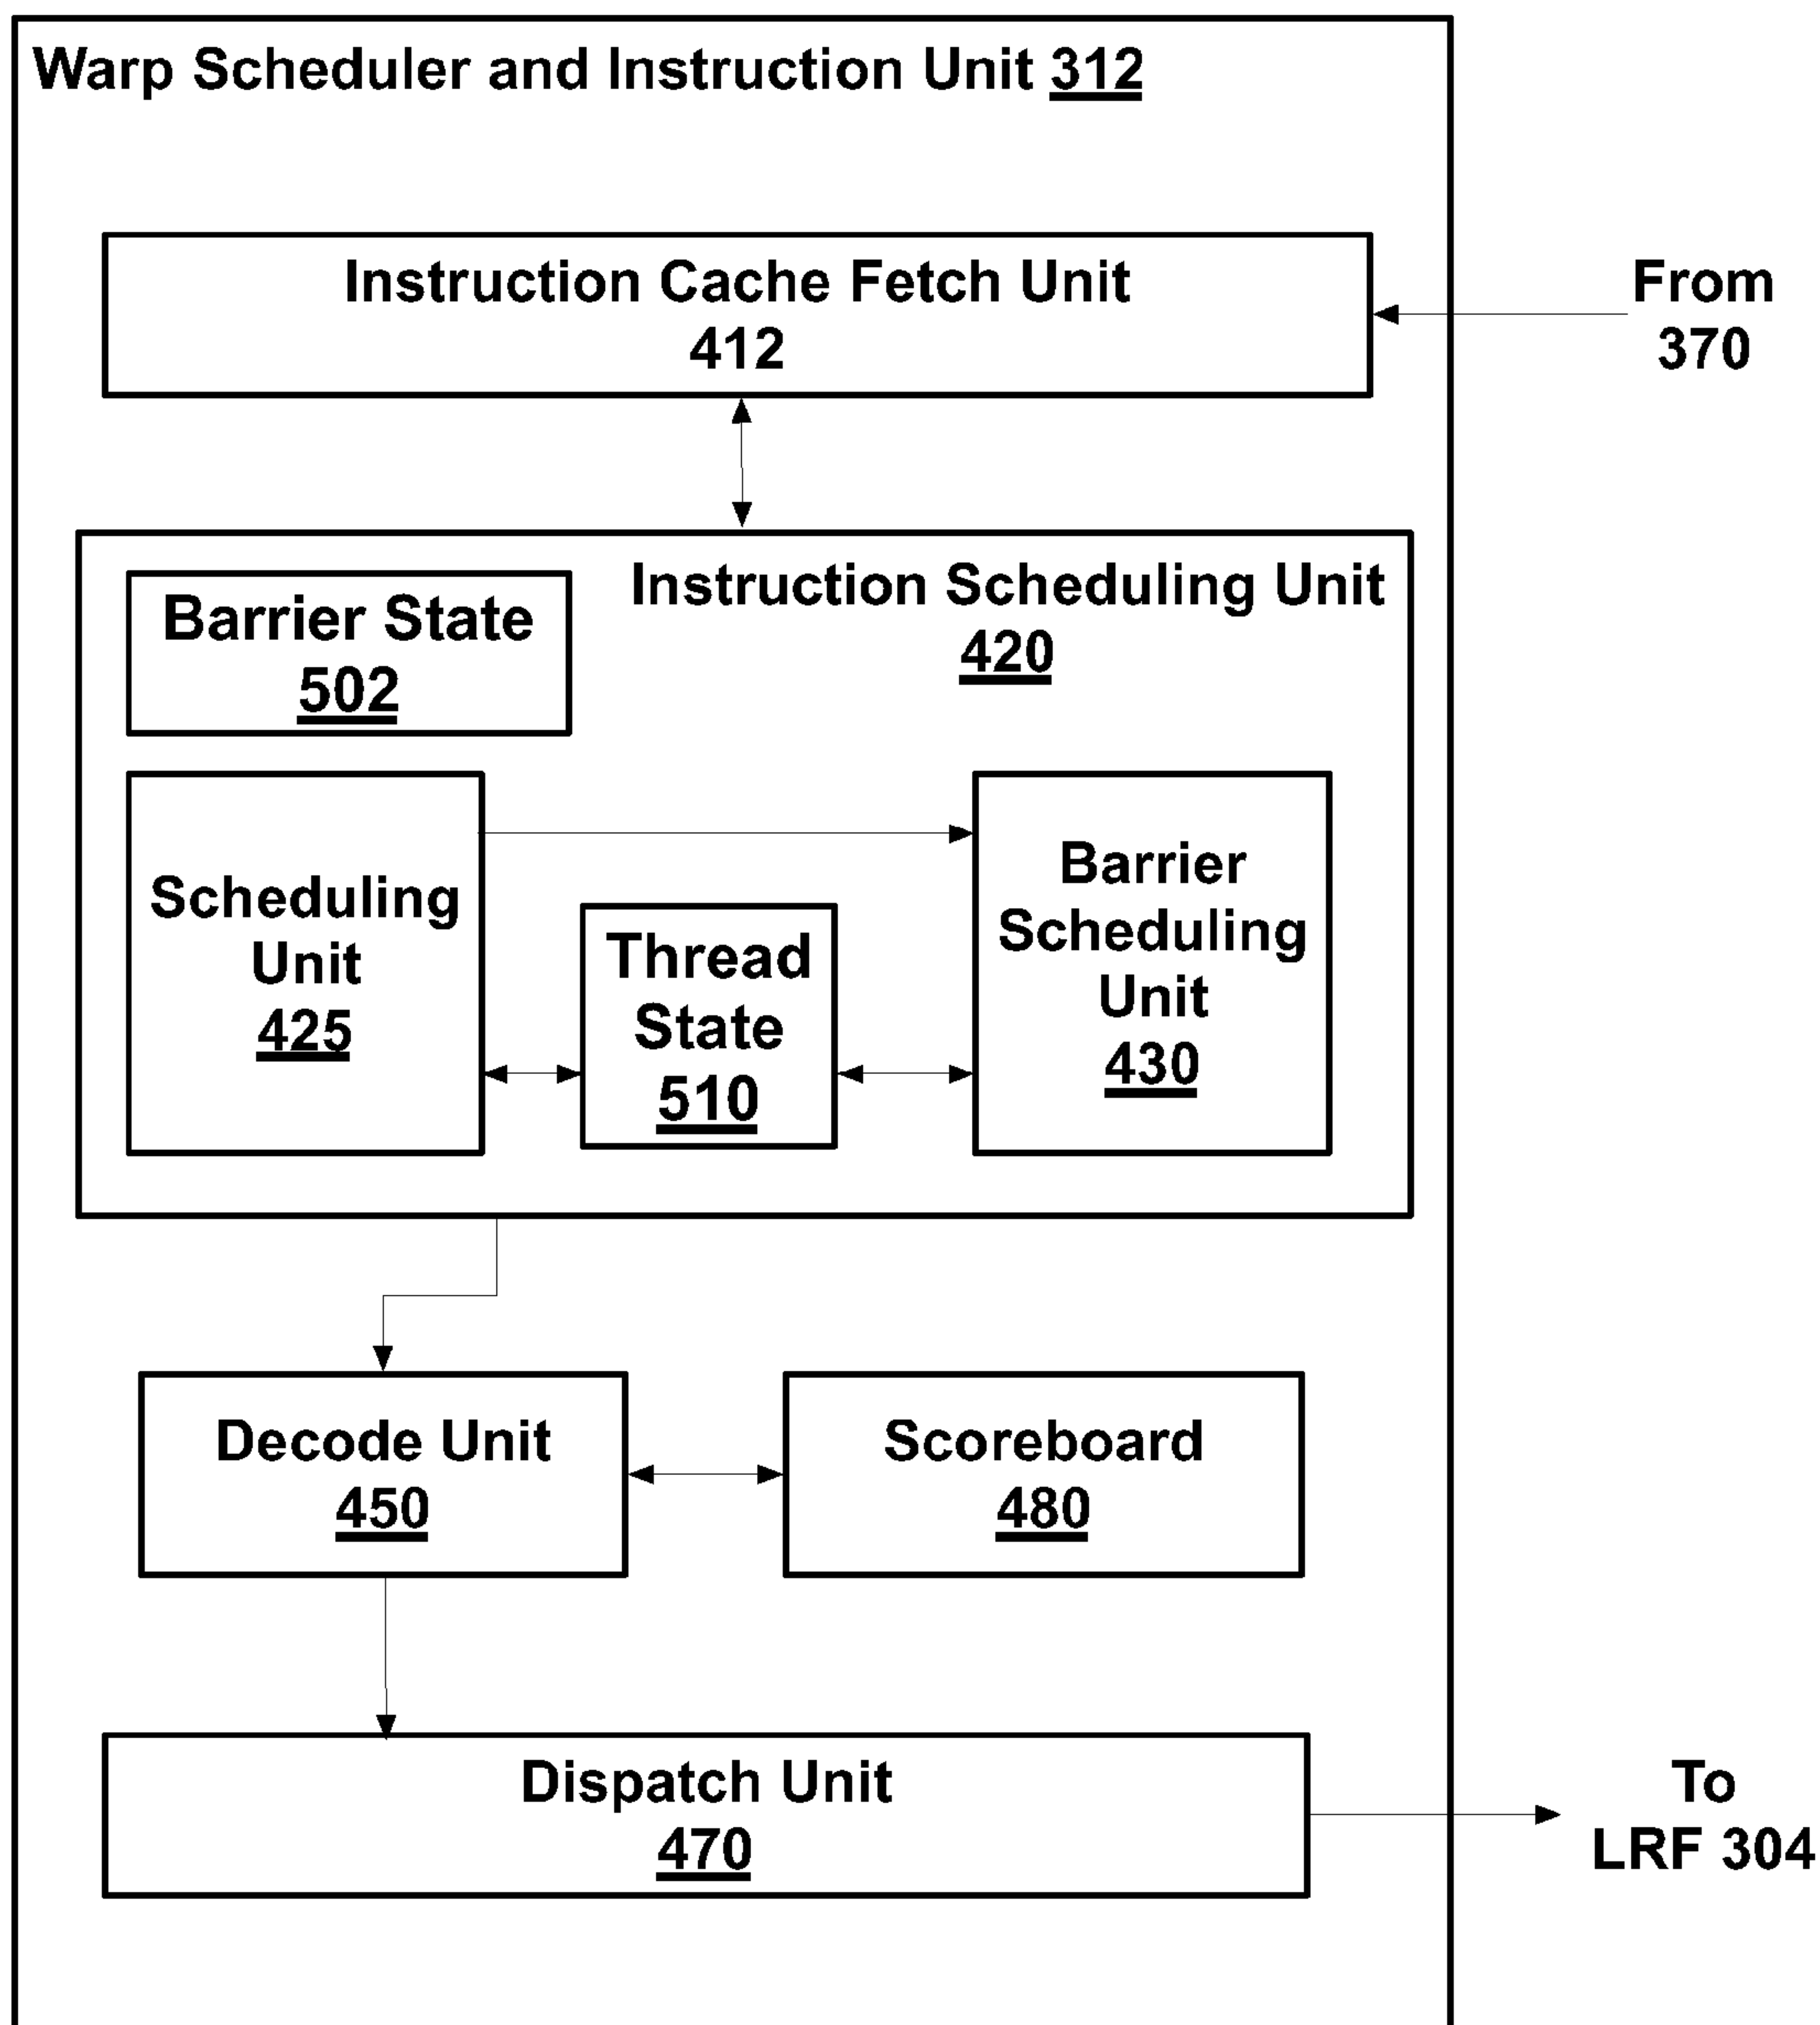 Warp Scheduler and Instruction Unit 312
Instruction Cache Fetch Unit
412
From
370
Instruction Scheduling Unit
420
Barrier State
502
Scheduling
Unit
425
Thread
State
510
Barrier
Scheduling
Unit
430
Decode Unit
450
Scoreboard
480
Dispatch Unit
470
To
LRF 304